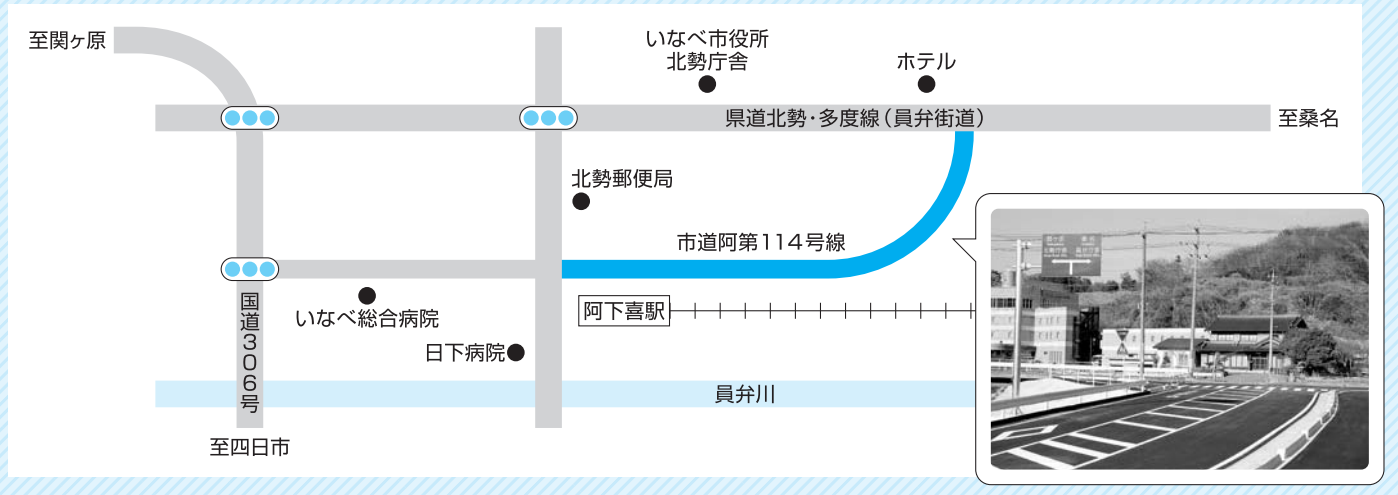 至関ヶ原
いなべ市役所
北勢庁舎
ホテル
県道北勢・多度線（員弁街道）
至桑名
北勢郵便局
市道阿第114号線
国道306号
いなべ総合病院
阿下喜駅
日下病院
員弁川
至四日市